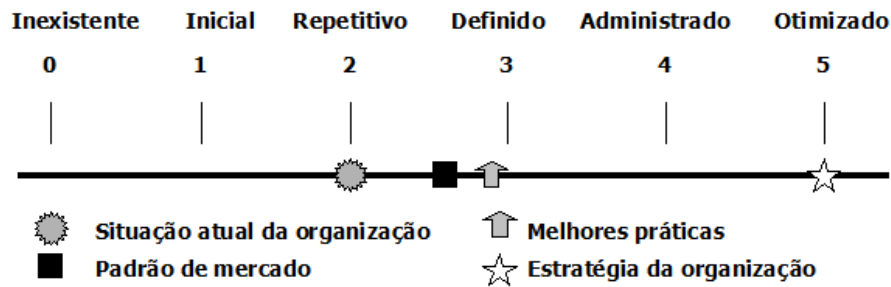 Inexistente Inicial Repetitivo Definido Administrado Otimizado
0 1 2 3 4 5
Situação atual da organização Melhores práticas
Padrão de mercado Estratégia da organização